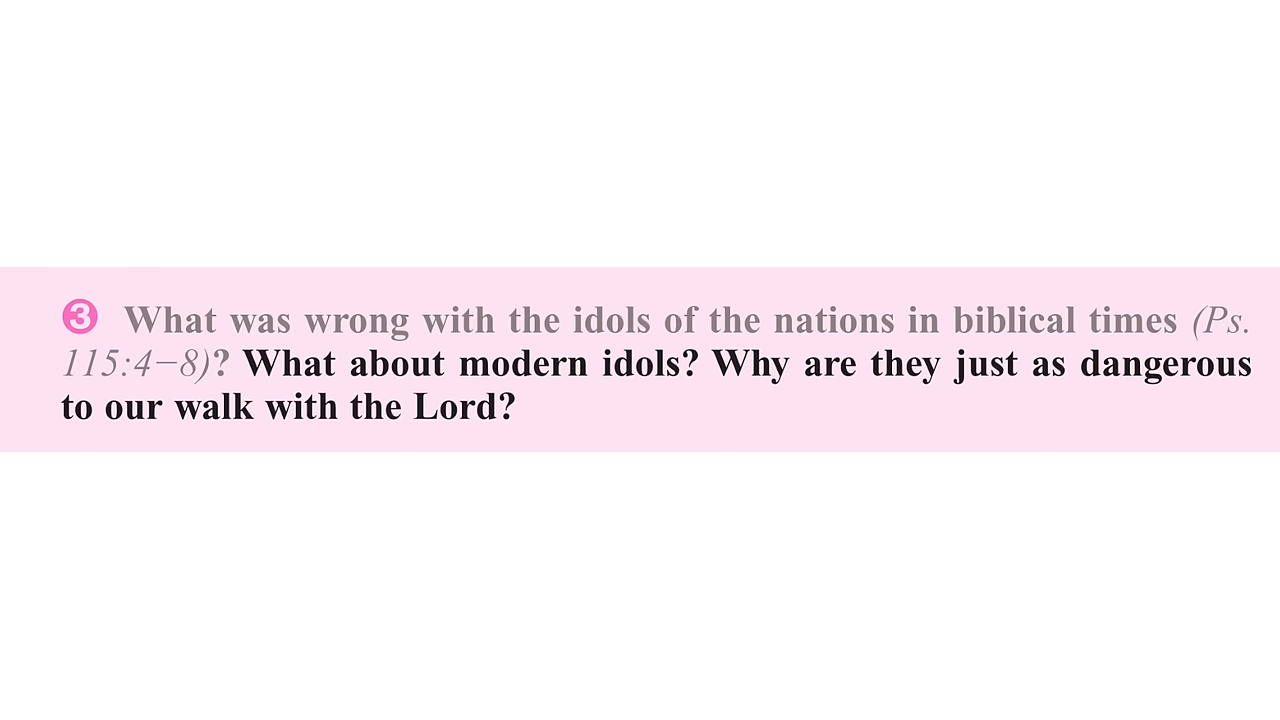 ❸ What was wrong with the idols of the nations in biblical times (Ps.
115:4–8)? What about modern idols? Why are they just as dangerous
to our walk with the Lord?